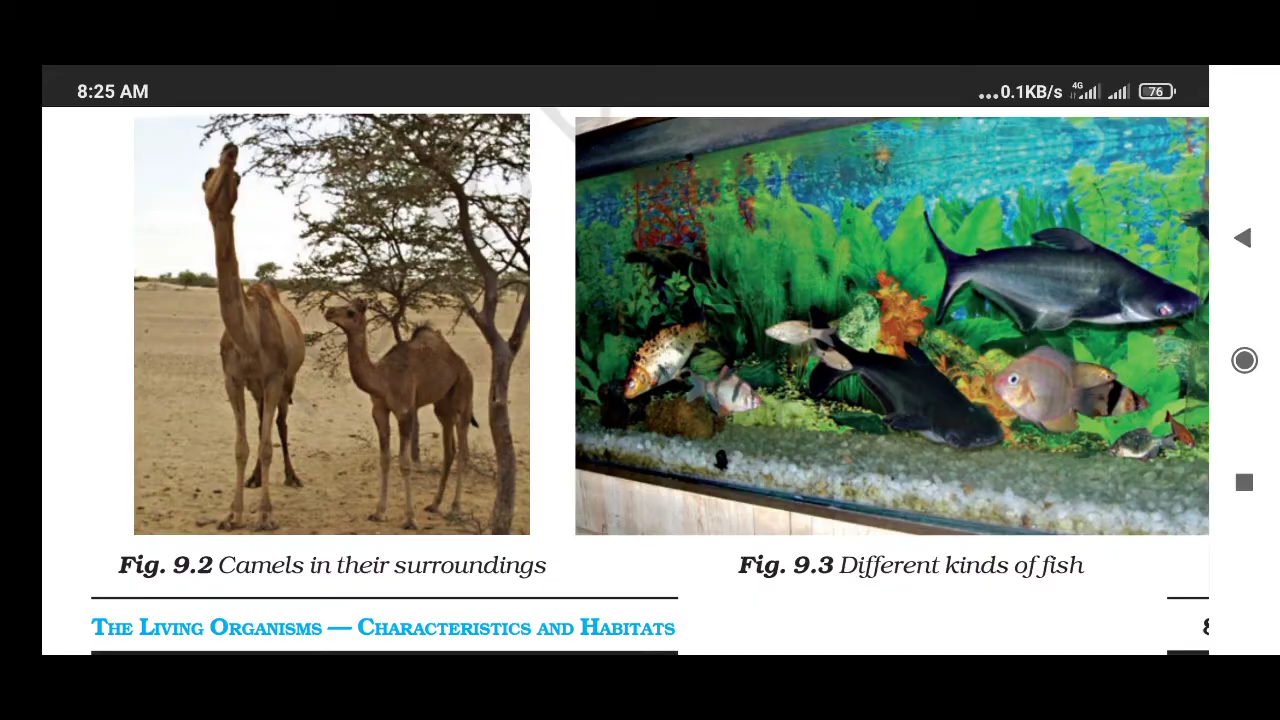 8:25 AM
...0.1KB/s 4G 76
Fig. 9.2 Camels in their surroundings
Fig. 9.3 Different kinds of fish
The Living Organisms — Characteristics and Habitats